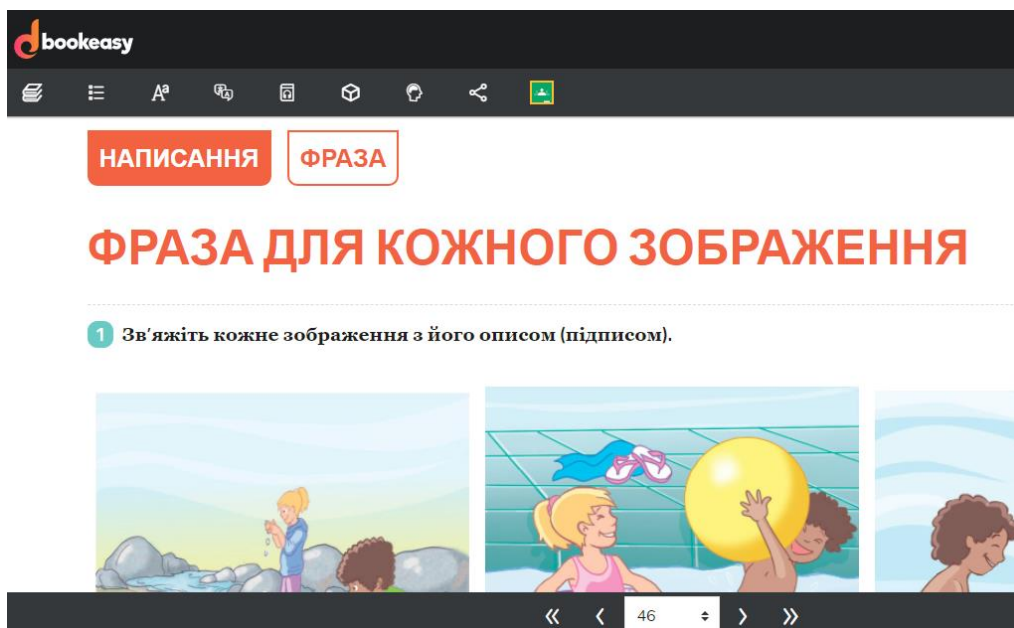 bookeasy
НАПИСАННЯ ФРАЗА
ФРАЗА ДЛЯ КОЖНОГО ЗОБРАЖЕННЯ
1 Зв'яжіть кожне зображення з його описом (підписом).
46